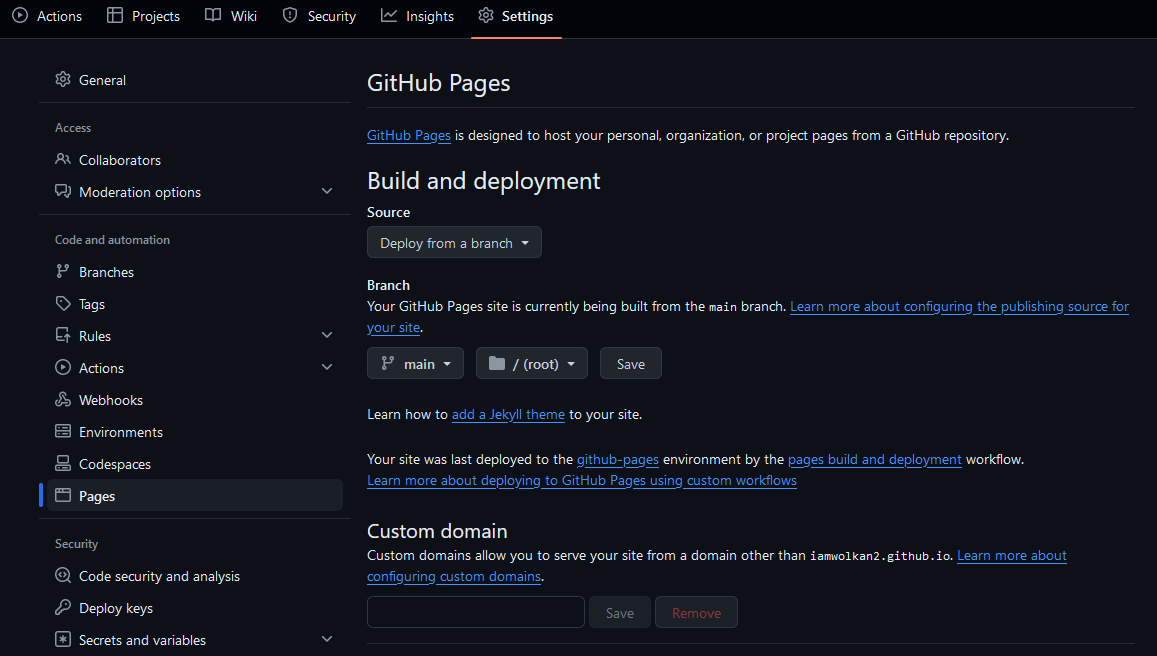 Actions Projects Wiki Security Insights Settings
General
Access
Collaborators
Moderation options
Code and automation
Branches
Tags
Rules
Actions
Webhooks
Environments
Codespaces
Pages
Security
Code security and analysis
Deploy keys
Secrets and variables
GitHub Pages
GitHub Pages is designed to host your personal, organization, or project pages from a GitHub repository.
Build and deployment
Source
Deploy from a branch
Branch
Your GitHub Pages site is currently being built from the main branch. Learn more about configuring the publishing source for
your site.
main / (root) Save
Learn how to add a Jekyll theme to your site.
Your site was last deployed to the github-pages environment by the pages build and deployment workflow.
Learn more about deploying to GitHub Pages using custom workflows
Custom domain
Custom domains allow you to serve your site from a domain other than iamwolkan2.github.io. Learn more about
configuring custom domains.
Save Remove